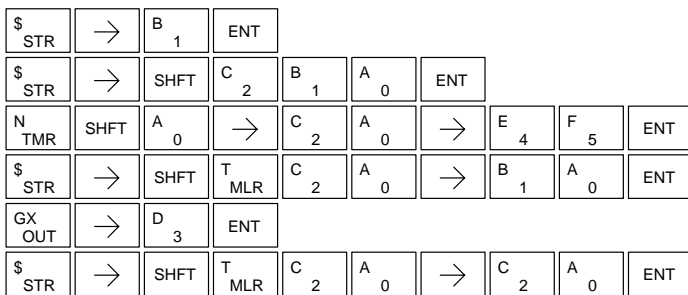 $ STR → B 1 ENT
$ STR → SHFT C 2 B 1 A 0 ENT
N TMR SHFT A 0 → C 2 A 0 → E 4 F 5 ENT
$ STR → SHFT T MLR C 2 A 0 → B 1 A 0 ENT
GX OUT → D 3 ENT
$ STR → SHFT T MLR C 2 A 0 → C 2 A 0 ENT